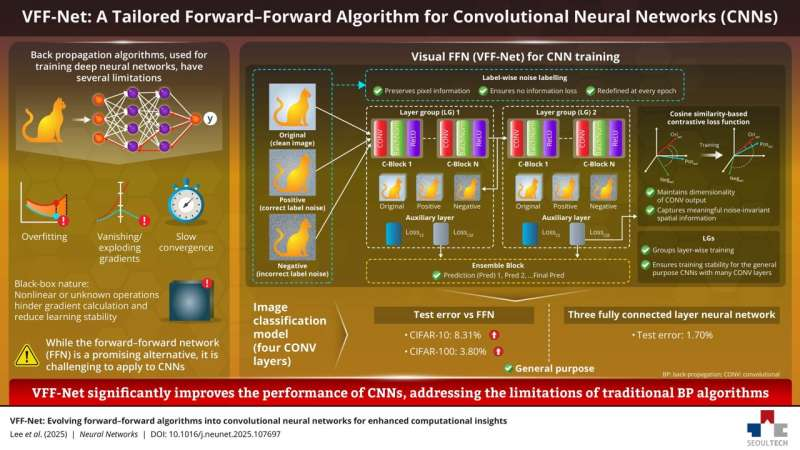 VFF-Net: A Tailored Forward–Forward Algorithm for Convolutional Neural Networks (CNNs)
Back propagation algorithms, used for
training deep neural networks, have
several limitations
y
Overfitting
Vanishing/
exploding
gradients
Slow
convergence
Black-box nature:
Nonlinear or unknown operations
hinder gradient calculation and
reduce learning stability
While the forward–forward network
(FFN) is a promising alternative, it is
challenging to apply to CNNs
Visual FFN (VFF-Net) for CNN training
Original
(clean image)
Positive
(correct label noise)
Negative
(incorrect label noise)
Label-wise noise labelling
Preserves pixel information
Ensures no information loss
Redefined at every epoch
Layer group (LG) 1
CONV
ReLU
CONV
ReLU
C-Block 1
C-Block N
Original
Positive
Negative
Auxiliary layer
Loss
Loss
Layer group (LG) 2
CONV
ReLU
CONV
ReLU
C-Block 1
C-Block N
Original
Positive
Negative
Auxiliary layer
Loss
Loss
Ensemble Block
Prediction (Pred) 1, Pred 2, ...Final Pred
Cosine similarity-based
contrastive loss function
Training
Maintains dimensionality
of CONV output
Captures meaningful noise-invariant
spatial information
LGs
Groups layer-wise training
Ensures training stability for the general
purpose CNNs with many CONV layers
Image
classification
model
(four CONV
layers)
Test error vs FFN
• CIFAR-10: 8.31%
• CIFAR-100: 3.80%
Three fully connected layer neural network
• Test error: 1.70%
General purpose
BP: back-propagation; CONV: convolutional
VFF-Net significantly improves the performance of CNNs, addressing the limitations of traditional BP algorithms
VFF-Net: Evolving forward–forward algorithms into convolutional neural networks for enhanced computational insights
Lee et al. (2025) | Neural Networks | DOI: 10.1016/j.neunet.2025.107697
SEOULTECH